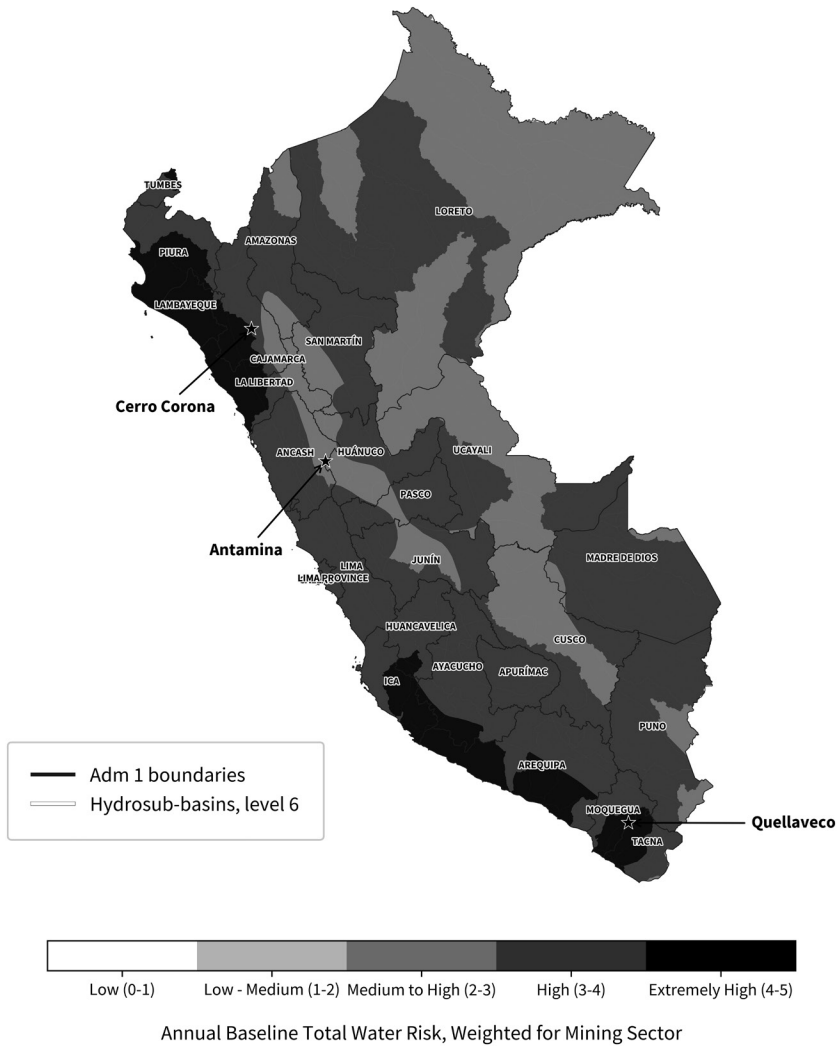 TUMBES
LORETO
AMAZONAS
PIURA
LAMBAYEQUE
SAN MARTÍN
CAJAMARCA
LA LIBERTAD
Cerro Corona
ANCASH
HUÁNUCO
UCAYALI
PASCO
Antamina
JUNÍN
MADRE DE DIOS
LIMA
LIMA PROVINCE
HUANCAVELICA
CUSCO
AYACUCHO
APURÍMAC
ICA
PUNO
AREQUIPA
MOQUEGUA
Quellaveco
TACNA
Adm 1 boundaries
Hydrosub-basins, level 6
Low (0-1)
Low - Medium (1-2)
Medium to High (2-3)
High (3-4)
Extremely High (4-5)
Annual Baseline Total Water Risk, Weighted for Mining Sector